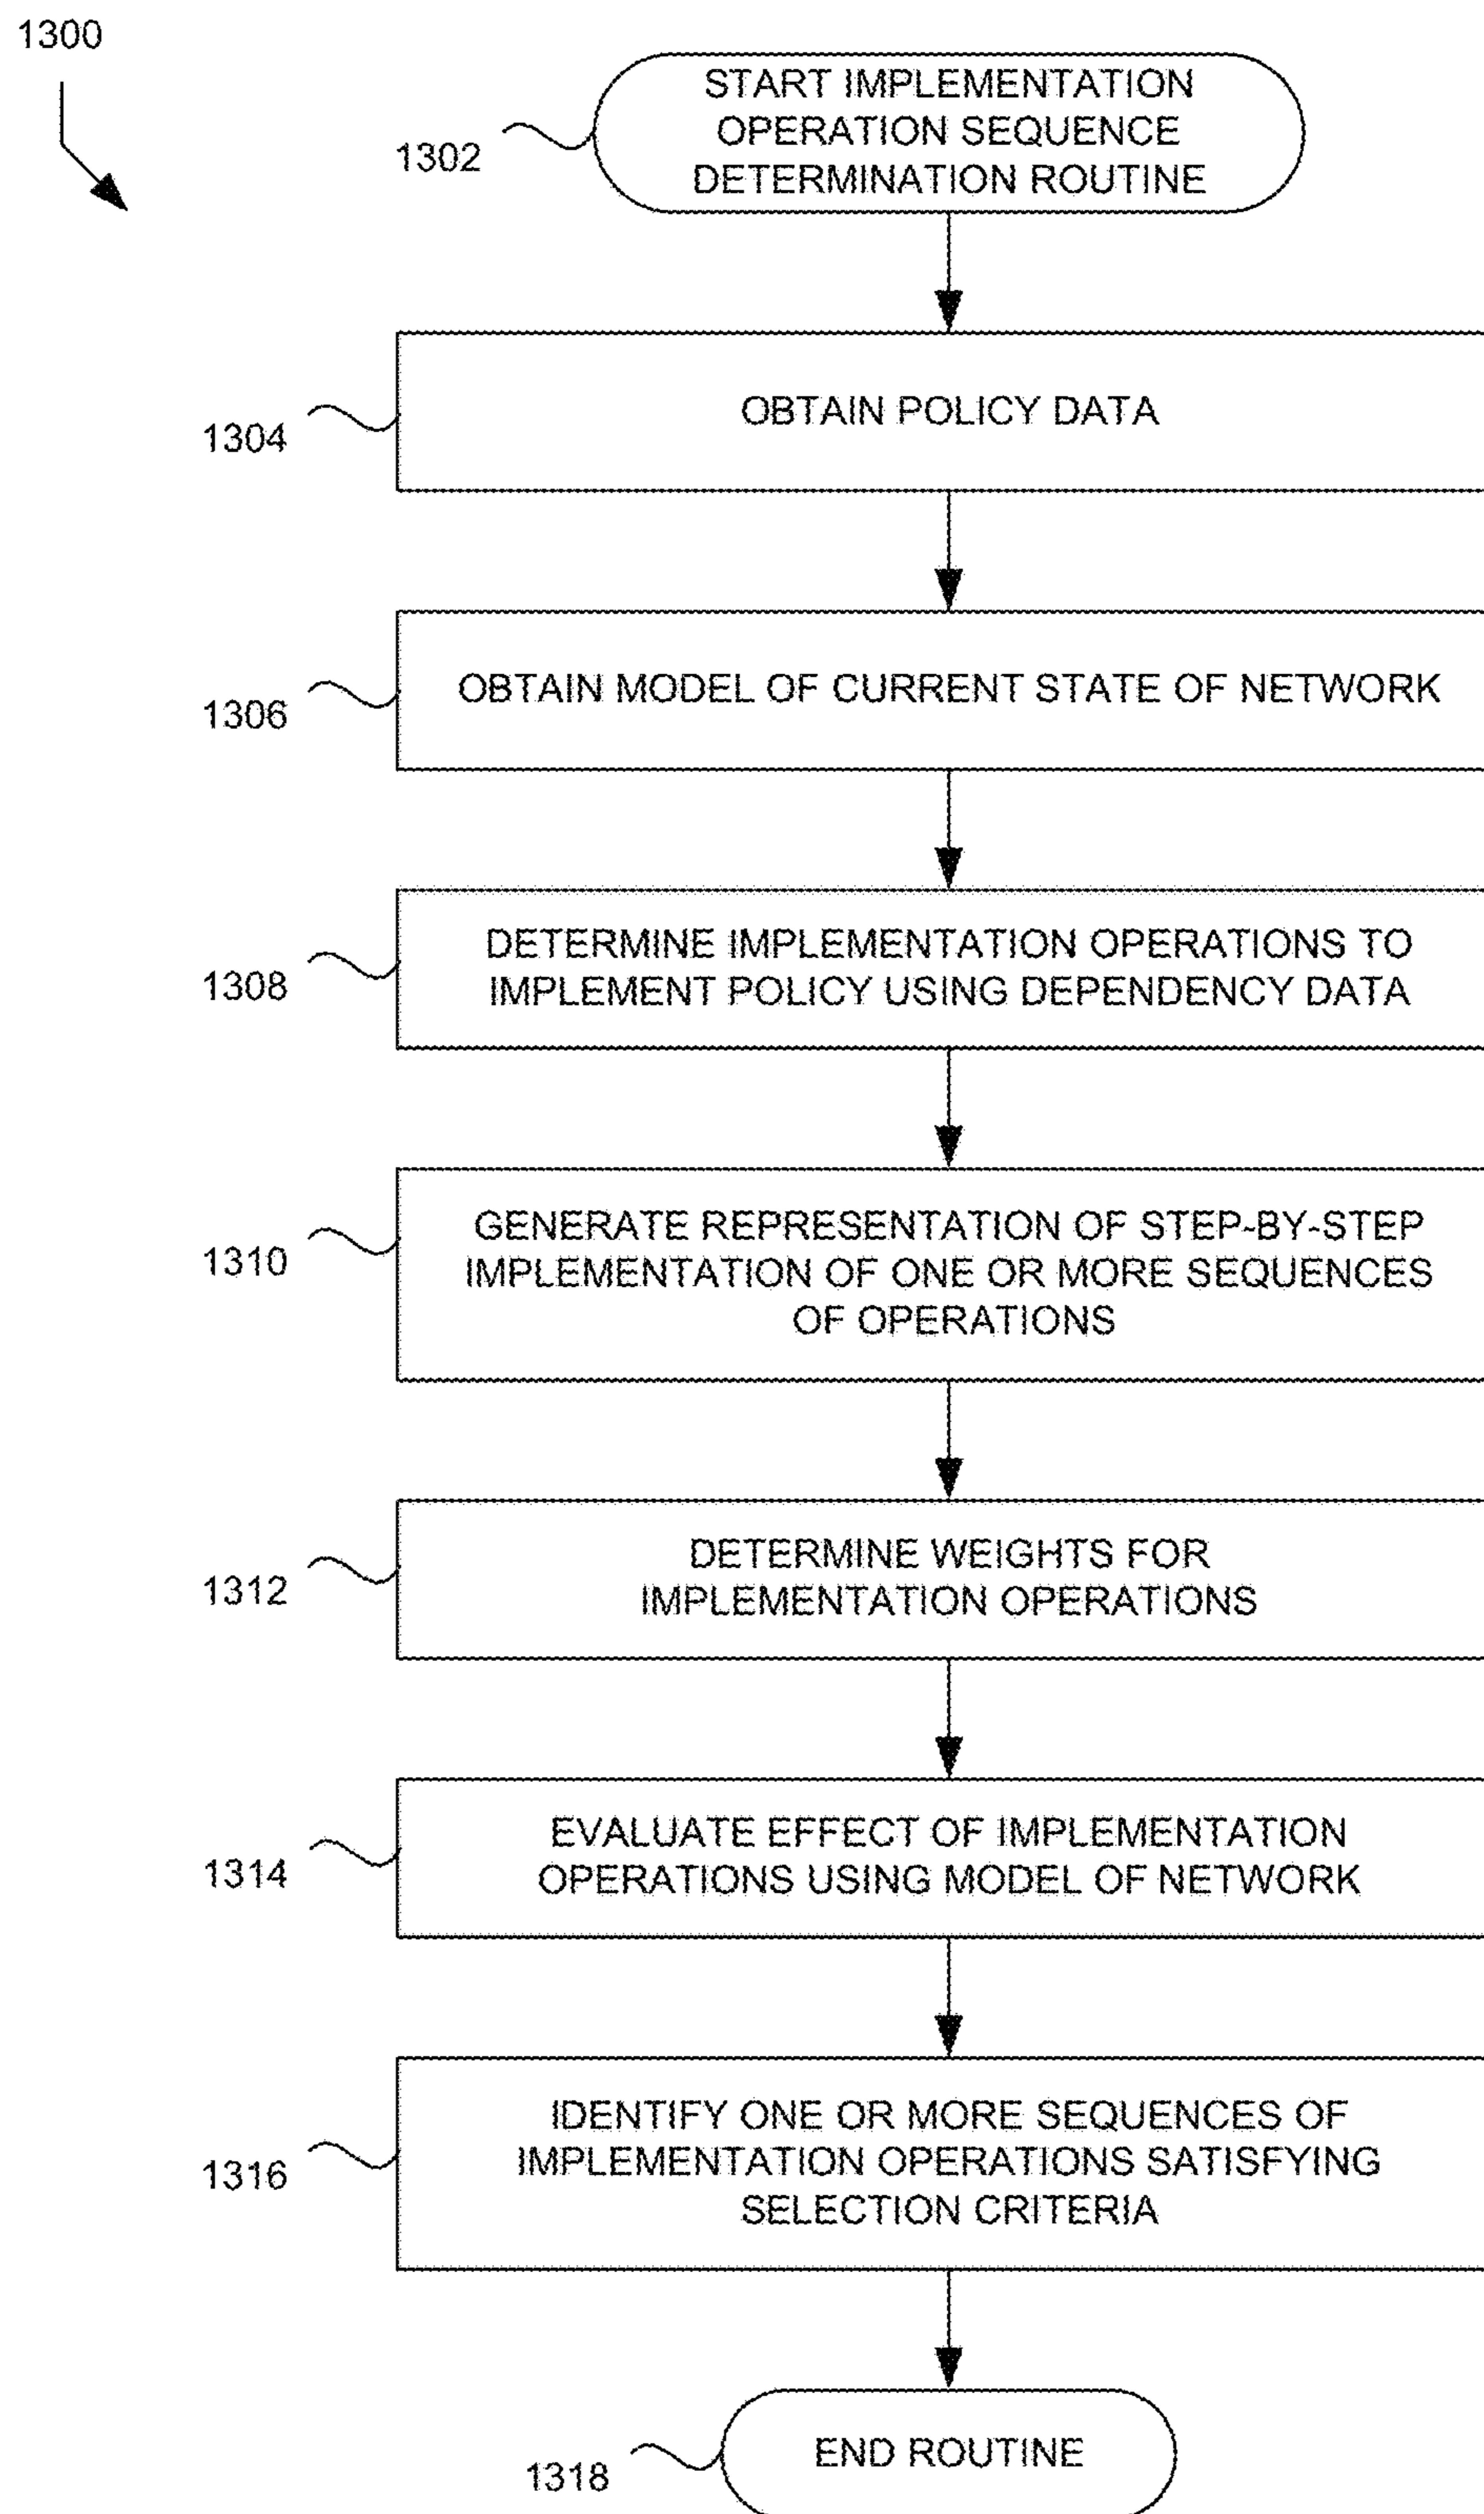 1300
START IMPLEMENTATION
OPERATION SEQUENCE
DETERMINATION ROUTINE
1302
OBTAIN POLICY DATA
1304
OBTAIN MODEL OF CURRENT STATE OF NETWORK
1306
DETERMINE IMPLEMENTATION OPERATIONS TO
IMPLEMENT POLICY USING DEPENDENCY DATA
1308
GENERATE REPRESENTATION OF STEP-BY-STEP
IMPLEMENTATION OF ONE OR MORE SEQUENCES
OF OPERATIONS
1310
DETERMINE WEIGHTS FOR
IMPLEMENTATION OPERATIONS
1312
EVALUATE EFFECT OF IMPLEMENTATION
OPERATIONS USING MODEL OF NETWORK
1314
IDENTIFY ONE OR MORE SEQUENCES OF
IMPLEMENTATION OPERATIONS SATISFYING
SELECTION CRITERIA
1316
END ROUTINE
1318